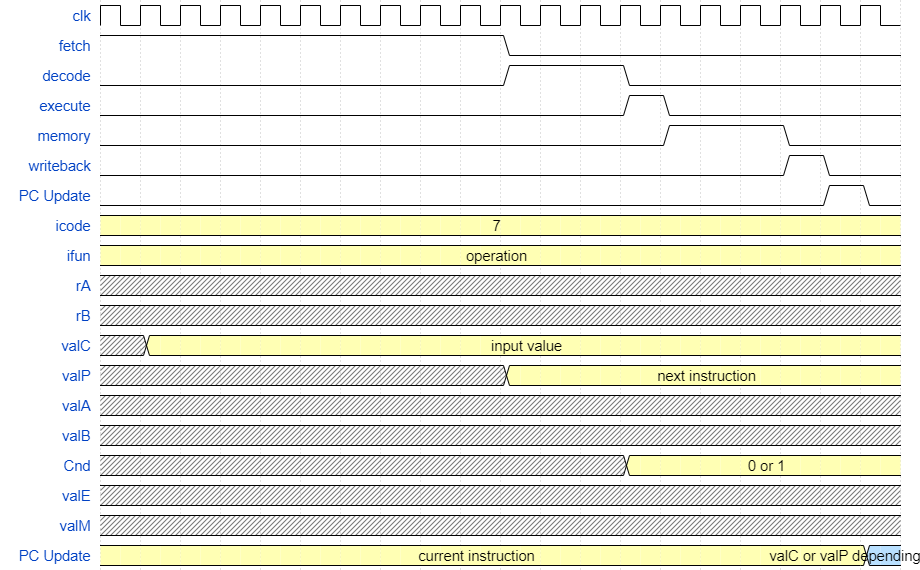 clk
fetch
decode
execute
memory
writeback
PC Update
icode 7
ifun operation
rA
rB
valC input value
valP next instruction
valA
valB
Cnd 0 or 1
valE
valM
PC Update current instruction valC or valP depending